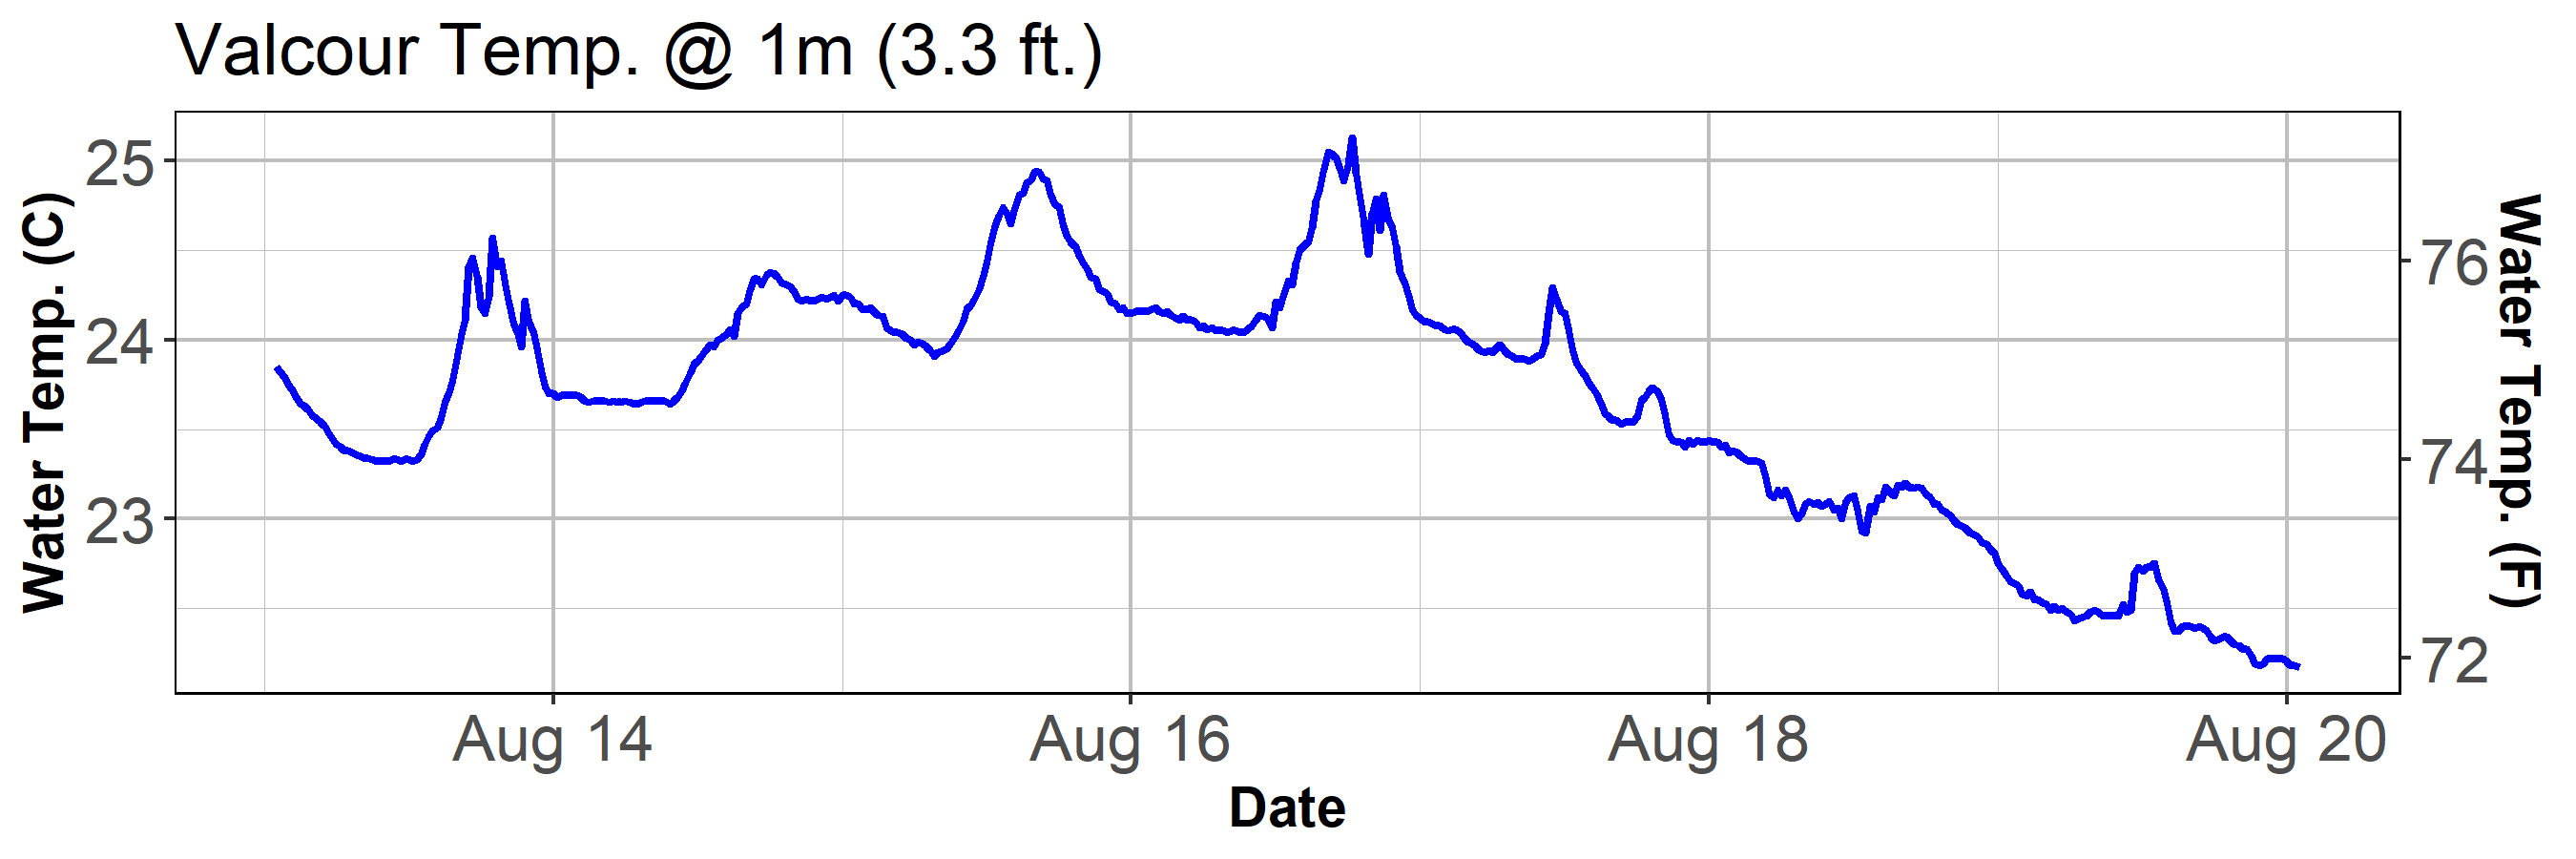 Valcour Temp. @ 1m (3.3 ft.)
Water Temp. (C)
25
24
23
76
74
72
Water Temp. (F)
Aug 14
Aug 16
Aug 18
Aug 20
Date